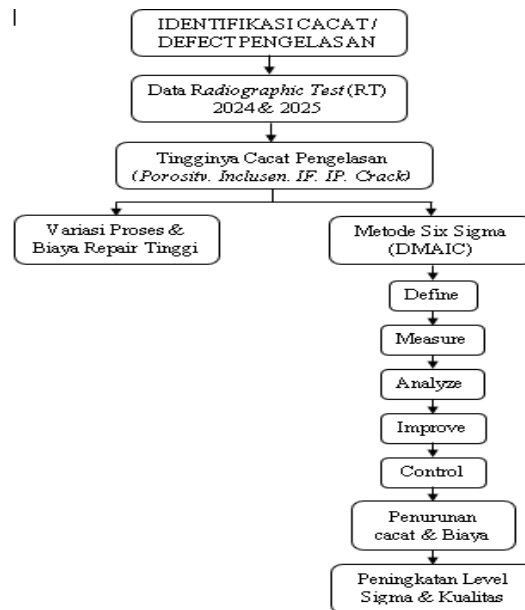 IDENTIFIKASI CACAT /
DEFECT PENGELASAN
Data Radiographic Test (RT)
2024 & 2025
Tingginya Cacat Pengelasan
(Porosity. Inclusen. IF. IP. Crack)
Variasi Proses &
Biaya Repair Tinggi
Metode Six Sigma
(DMAIC)
Define
Measure
Analyze
Improve
Control
Penurunan
cacat & Biaya
Peningkatan Level
Sigma & Kualitas